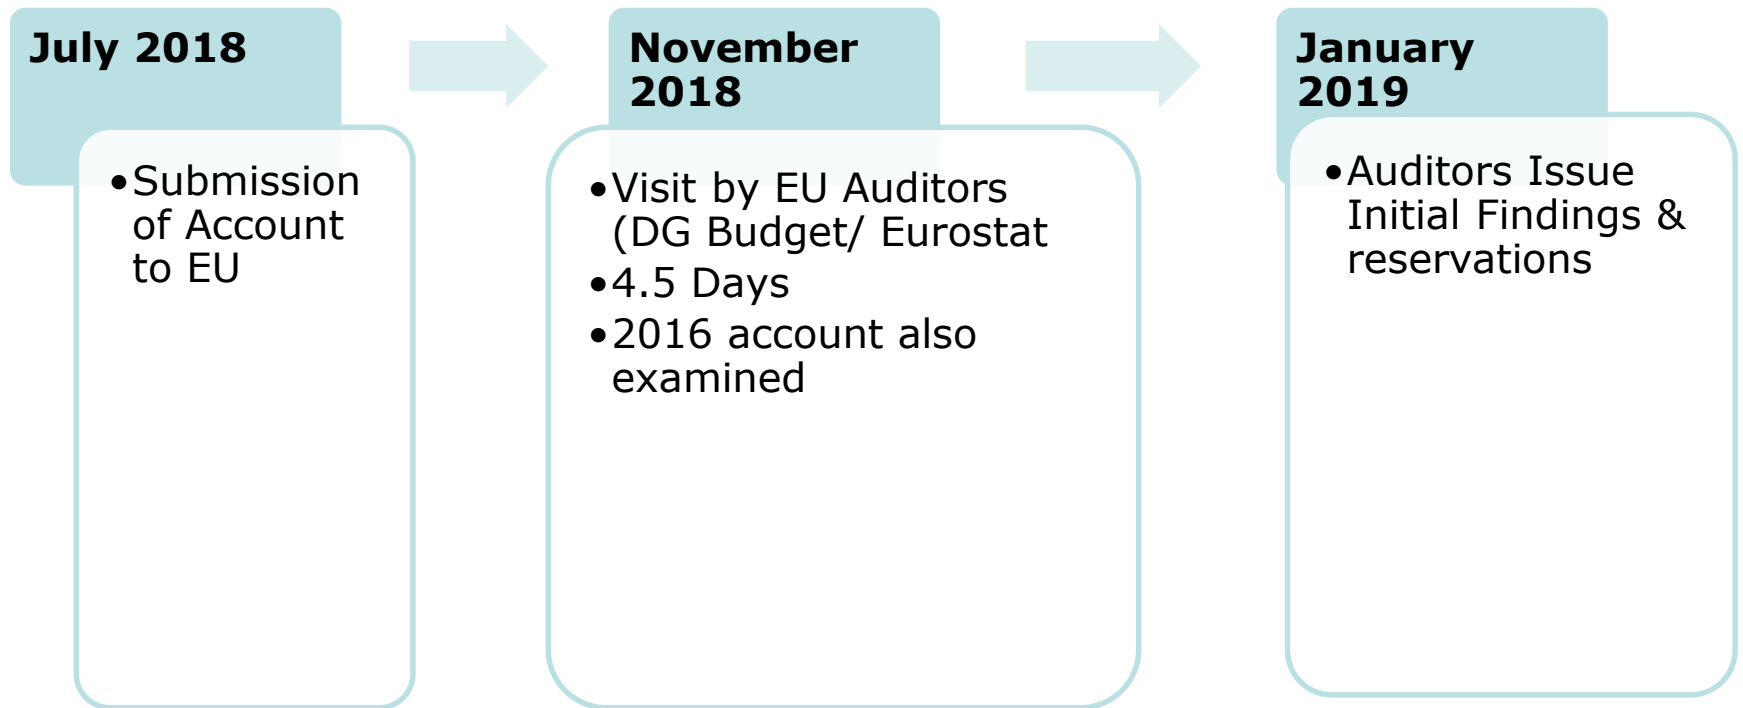 July 2018
•Submission
of Account
to EU
November
2018
•Visit by EU Auditors
(DG Budget/ Eurostat
•4.5 Days
•2016 account also
examined
January
2019
•Auditors Issue
Initial Findings &
reservations